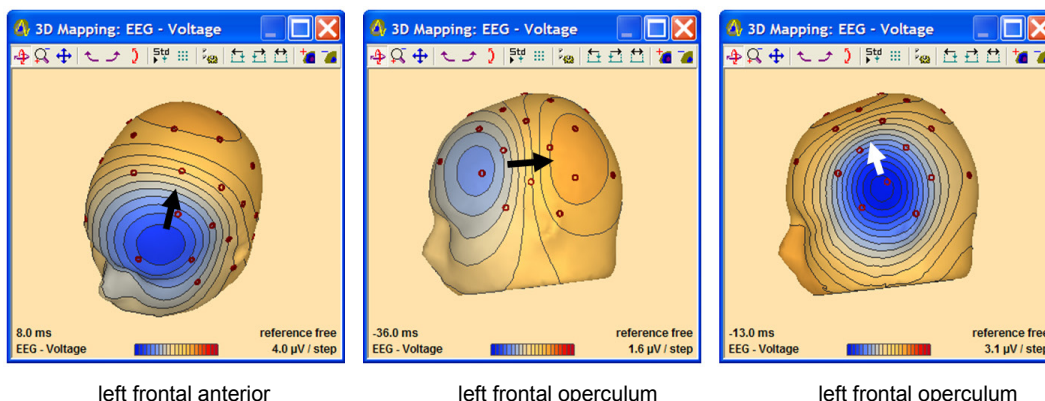 3D Mapping: EEG - Voltage
Std
8.0 ms
reference free
EEG - Voltage
4.0 µV / step
left frontal anterior
3D Mapping: EEG - Voltage
Std
-36.0 ms
reference free
EEG - Voltage
1.6 µV / step
left frontal operculum
3D Mapping: EEG - Voltage
Std
-13.0 ms
reference free
EEG - Voltage
3.1 µV / step
left frontal operculum